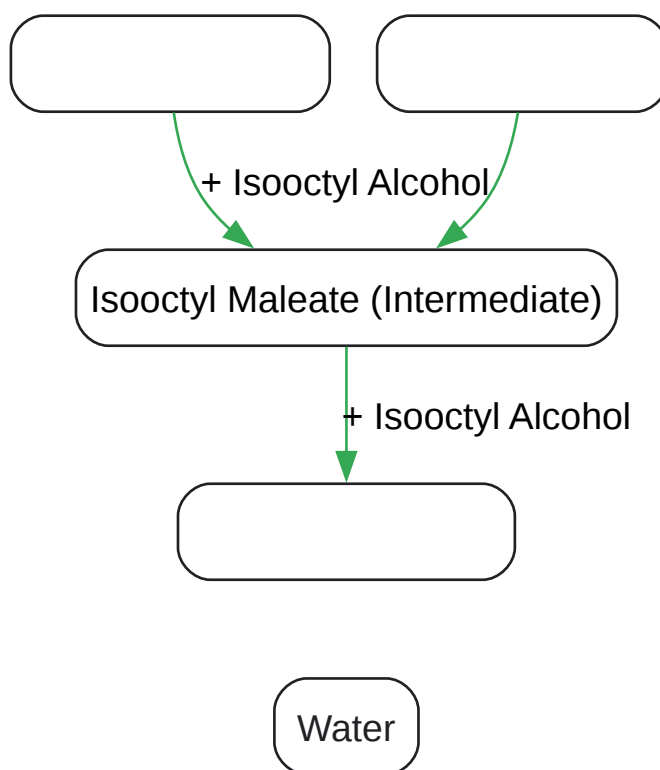 + Isooctyl Alcohol
Isooctyl Maleate (Intermediate)
+ Isooctyl Alcohol
Water